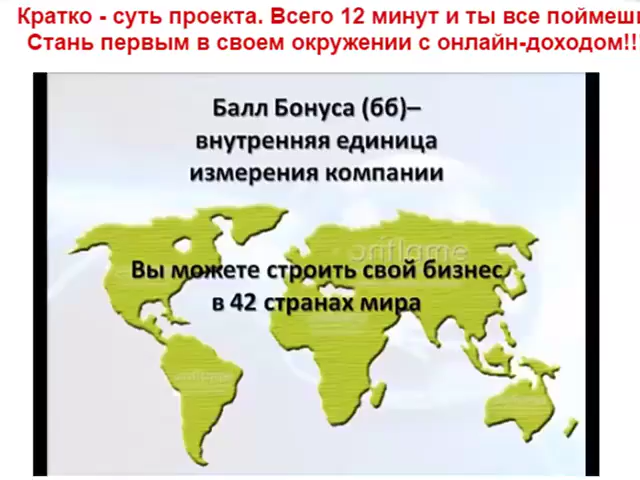 Кратко - суть проекта. Всего 12 минут и ты все поймешь
Стань первым в своем окружении с онлайн-доходом!!!
Балл Бонуса (бб)–
внутренняя единица
измерения компании
oriflame
Вы можете строить свой бизнес
в 42 странах мира